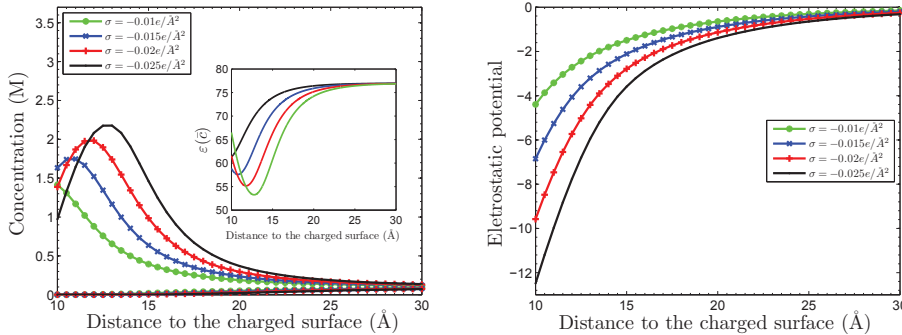 σ = −0.01e/Å²
σ = −0.015e/Å²
σ = −0.02e/Å²
σ = −0.025e/Å²
3.5
3
2.5
2
1.5
1
0.5
0
Concentration (M)
10
15
20
25
30
Distance to the charged surface (Å)
80
75
70
65
60
55
50
ε(c̄)
10
15
20
25
30
Distance to the charged surface (Å)
0
−2
−4
−6
−8
−10
−12
Eletrostatic potential
σ = −0.01e/Å²
σ = −0.015e/Å²
σ = −0.02e/Å²
σ = −0.025e/Å²
10
15
20
25
30
Distance to the charged surface (Å)